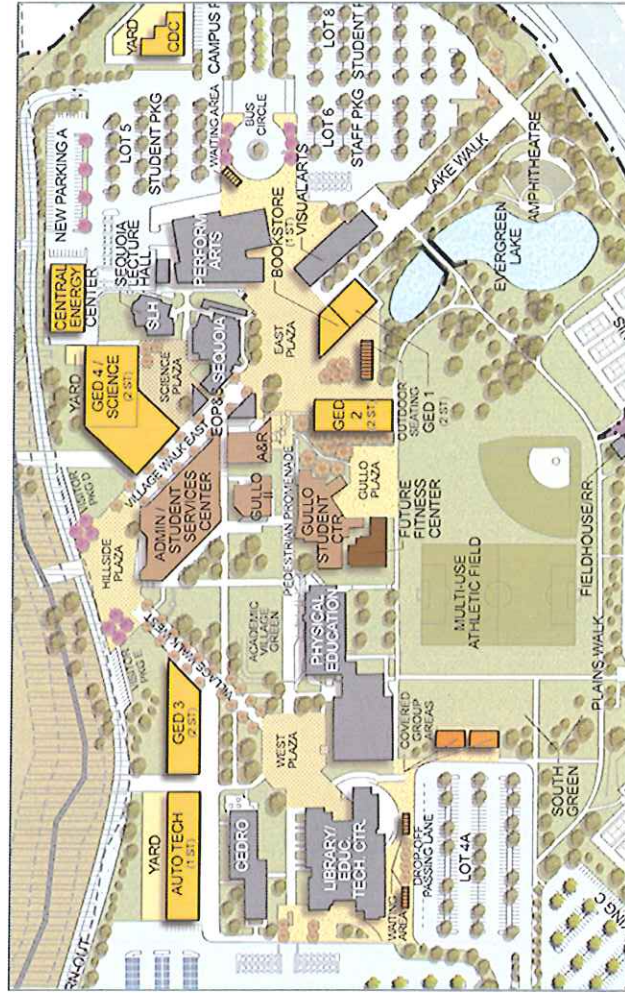 YARD
CDC
CAMPUS
NEW PARKING A
LOT 5
STUDENT PKG
WAITING AREA
BUS
CIRCLE
LOT 8
STUDENT
LOT 6
STAFF PKG
CENTRAL
ENERGY
CENTER
SEQUOIA
LECTURE
HALL
SLH
PERFORM
ARTS
BOOKSTORE
(1 ST)
VISUAL ARTS
LAKE WALK
AMPHITHEATRE
EVERGREEN
LAKE
YARD
GED 4 /
SCIENCE
(2 ST)
SCIENCE
PLAZA
EOP&S
SEQUOIA
EAST
PLAZA
GED 1
(2 ST)
OUTDOOR
SEATING
GED
2
(2 ST)
VISITOR
PKG D
VILLAGE WALK EAST
HILLSIDE
PLAZA
ADMIN /
STUDENT
SERVICES
CENTER
A&R
GULLO
II
PEDESTRIAN PROMENADE
GULLO
STUDENT
CTR
GULLO
PLAZA
FUTURE
FITNESS
CENTER
MULTI-USE
ATHLETIC FIELD
FIELDHOUSE/RR
PLAINS WALK
VISITOR
PKG E
VILLAGE WALK WEST
ACADEMIC
VILLAGE
GREEN
PHYSICAL
EDUCATION
GED 3
(2 ST)
WEST
PLAZA
COVERED
GROUP
AREAS
SOUTH
GREEN
YARD
AUTO TECH
(1 ST)
CEDRO
LIBRARY/
EDUC.
TECH. CTR.
WAITING
AREA
DROP-OFF
PASSING LANE
LOT 4A
RN-OUT